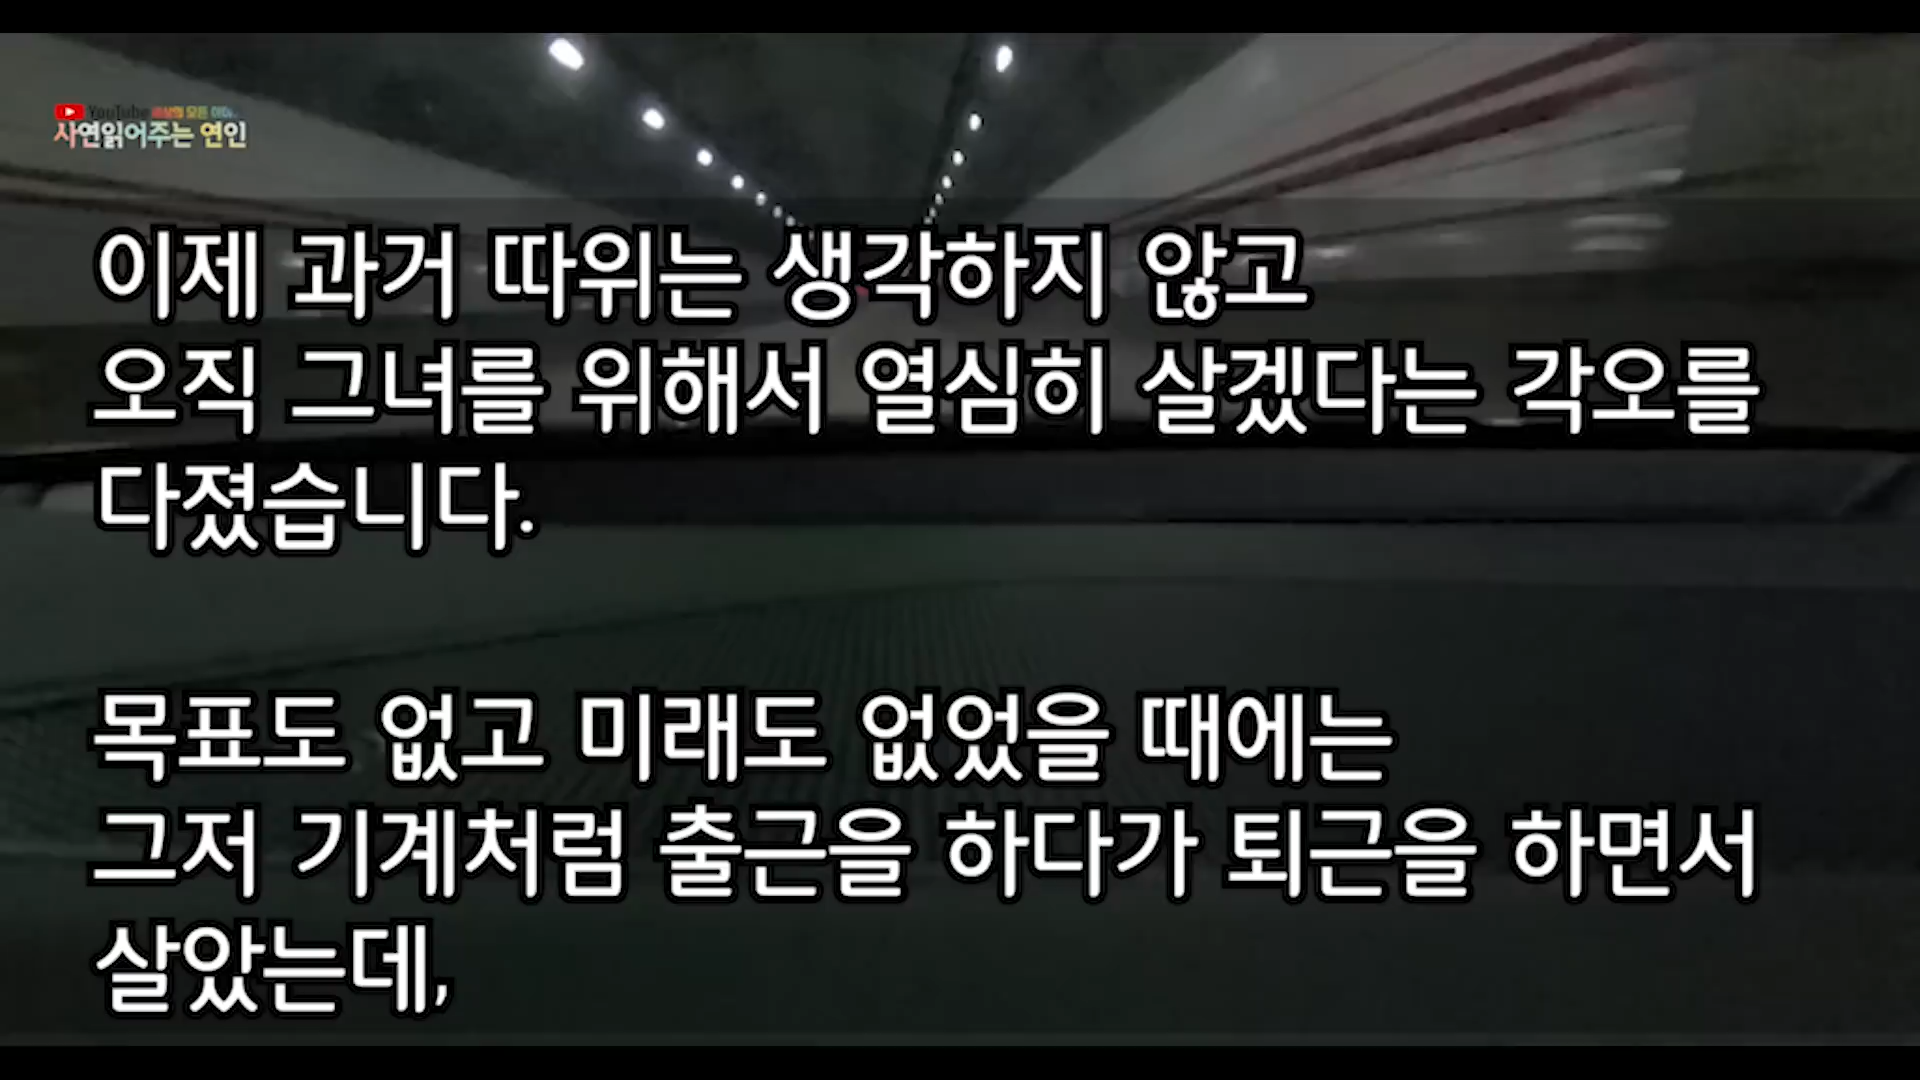 YouTube
사연읽어주는 연인
이제 과거 따위는 생각하지 않고
오직 그녀를 위해서 열심히 살겠다는 각오를
다졌습니다.
목표도 없고 미래도 없었을 때에는
그저 기계처럼 출근을 하다가 퇴근을 하면서
살았는데,